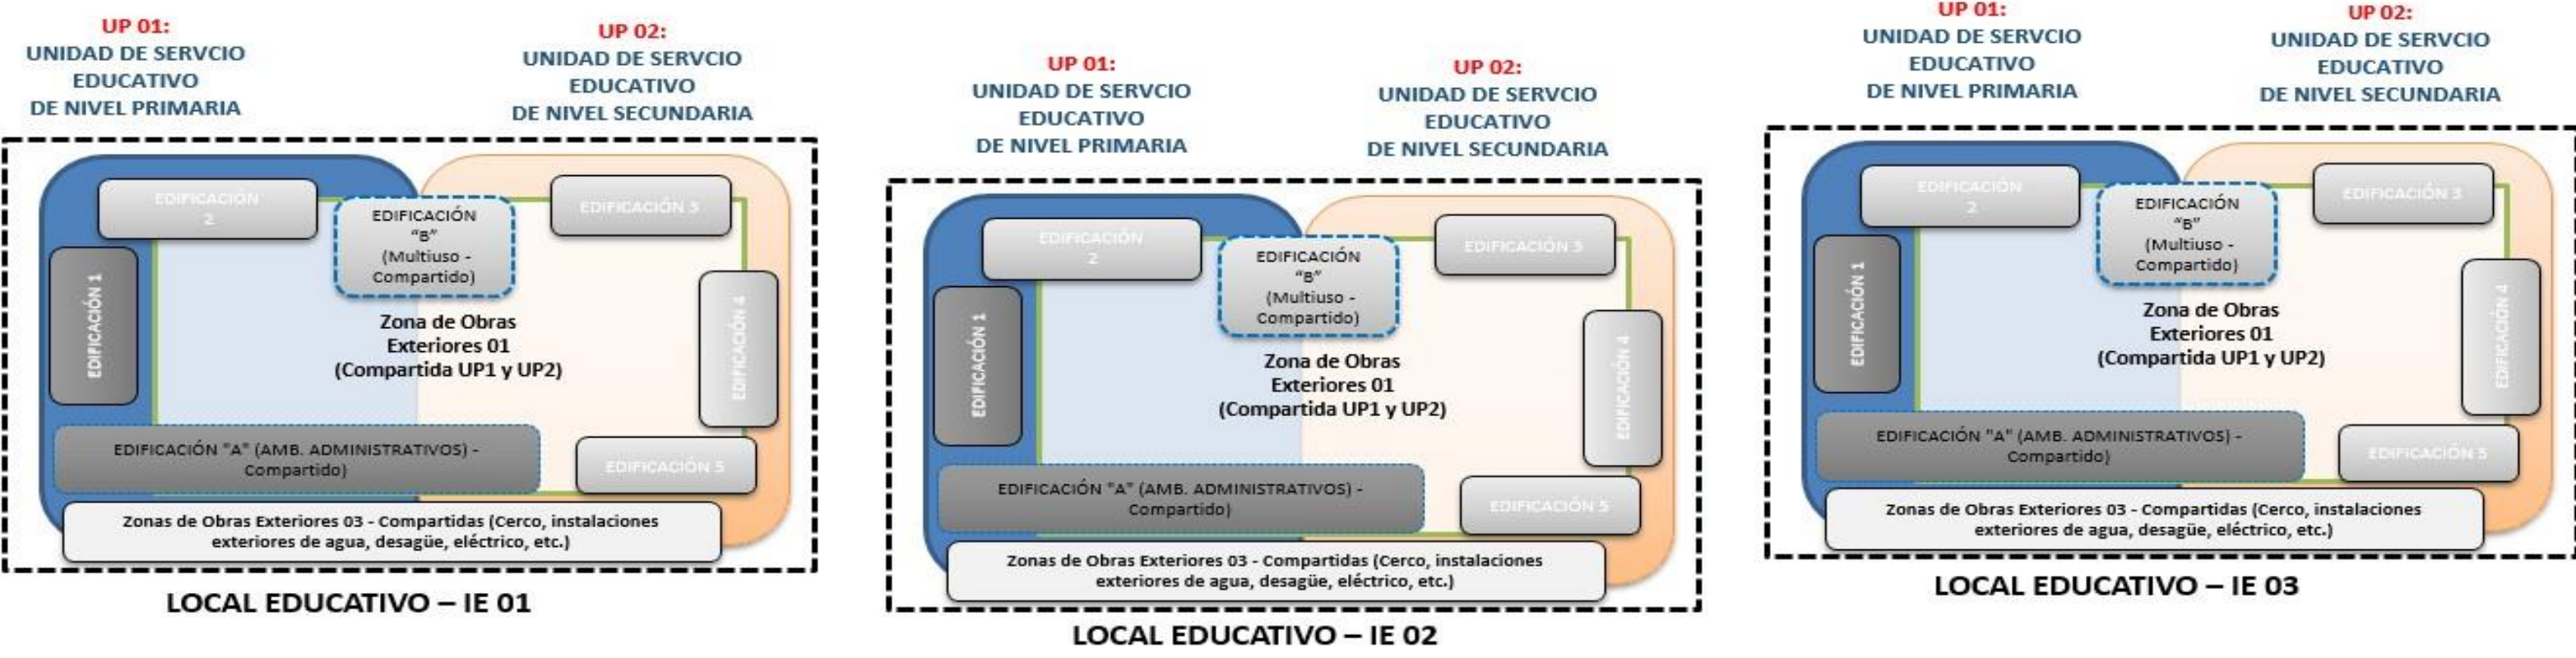 UP 01:
UNIDAD DE SERVCIO
EDUCATIVO
DE NIVEL PRIMARIA
UP 02:
UNIDAD DE SERVCIO
EDUCATIVO
DE NIVEL SECUNDARIA
EDIFICACIÓN
2
EDIFICACIÓN
"B"
(Multiuso -
Compartido)
EDIFICACIÓN 3
EDIFICACIÓN 1
Zona de Obras
Exteriores 01
(Compartida UP1 y UP2)
EDIFICACIÓN 4
EDIFICACIÓN "A" (AMB. ADMINISTRATIVOS) -
Compartido)
EDIFICACIÓN 5
Zonas de Obras Exteriores 03 - Compartidas (Cerco, instalaciones
exteriores de agua, desagüe, eléctrico, etc.)
LOCAL EDUCATIVO – IE 01
UP 01:
UNIDAD DE SERVCIO
EDUCATIVO
DE NIVEL PRIMARIA
UP 02:
UNIDAD DE SERVCIO
EDUCATIVO
DE NIVEL SECUNDARIA
EDIFICACIÓN
2
EDIFICACIÓN
"B"
(Multiuso -
Compartido)
EDIFICACIÓN 3
EDIFICACIÓN 1
Zona de Obras
Exteriores 01
(Compartida UP1 y UP2)
EDIFICACIÓN 4
EDIFICACIÓN "A" (AMB. ADMINISTRATIVOS) -
Compartido)
EDIFICACIÓN 5
Zonas de Obras Exteriores 03 - Compartidas (Cerco, instalaciones
exteriores de agua, desagüe, eléctrico, etc.)
LOCAL EDUCATIVO – IE 02
UP 01:
UNIDAD DE SERVCIO
EDUCATIVO
DE NIVEL PRIMARIA
UP 02:
UNIDAD DE SERVCIO
EDUCATIVO
DE NIVEL SECUNDARIA
EDIFICACIÓN
2
EDIFICACIÓN
"B"
(Multiuso -
Compartido)
EDIFICACIÓN 3
EDIFICACIÓN 1
Zona de Obras
Exteriores 01
(Compartida UP1 y UP2)
EDIFICACIÓN 4
EDIFICACIÓN "A" (AMB. ADMINISTRATIVOS) -
Compartido)
EDIFICACIÓN 5
Zonas de Obras Exteriores 03 - Compartidas (Cerco, instalaciones
exteriores de agua, desagüe, eléctrico, etc.)
LOCAL EDUCATIVO – IE 03